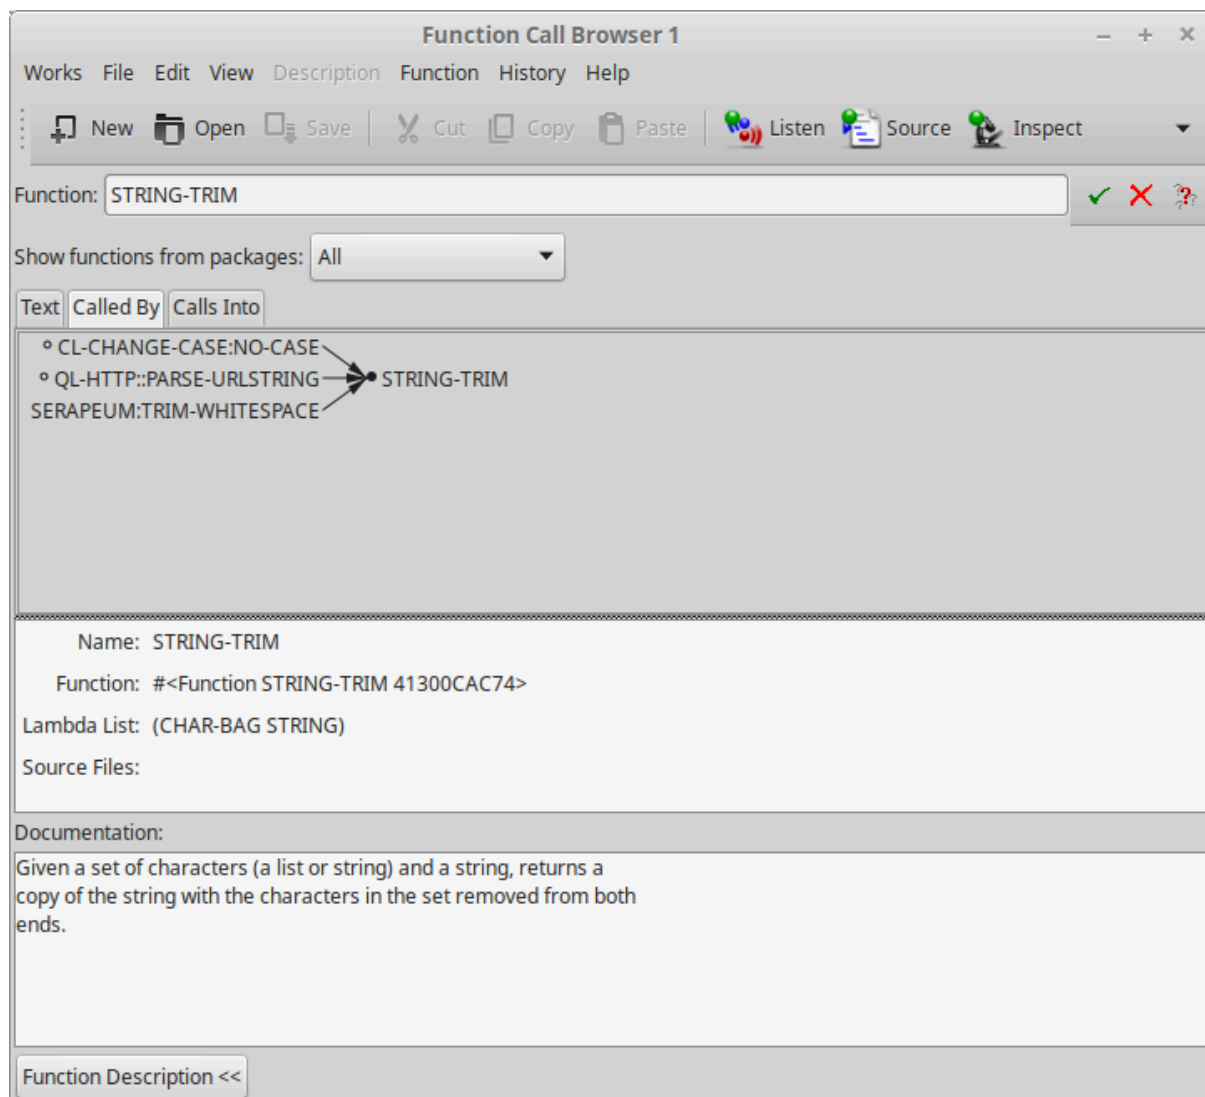 Function Call Browser 1
Works File Edit View Description Function History Help
New Open Save Cut Copy Paste Listen Source Inspect
Function: STRING-TRIM
Show functions from packages: All
Text Called By Calls Into
CL-CHANGE-CASE:NO-CASE
QL-HTTP::PARSE-URLSTRING STRING-TRIM
SERAPEUM:TRIM-WHITESPACE
Name: STRING-TRIM
Function: #<Function STRING-TRIM 41300CAC74>
Lambda List: (CHAR-BAG STRING)
Source Files:
Documentation:
Given a set of characters (a list or string) and a string, returns a
copy of the string with the characters in the set removed from both
ends.
Function Description <<